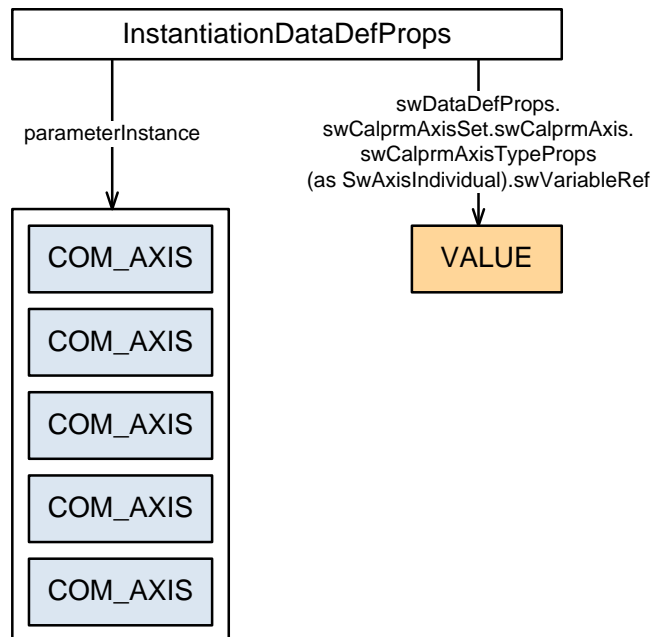 InstantiationDataDefProps
parameterInstance
swDataDefProps.
swCalprmAxisSet.swCalprmAxis.
swCalprmAxisTypeProps
(as SwAxisIndividual).swVariableRef
COM_AXIS
VALUE
COM_AXIS
COM_AXIS
COM_AXIS
COM_AXIS